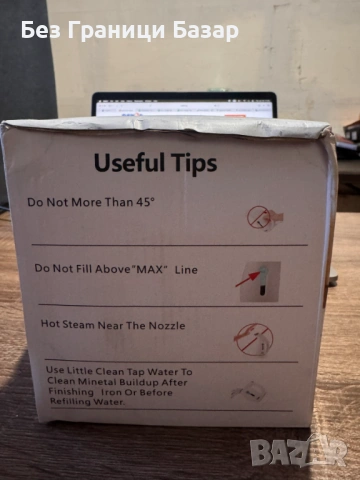 Без Граници Базар
Useful Tips
Do Not More Than 45°
Do Not Fill Above"MAX" Line
Hot Steam Near The Nozzle
Use Little Clean Tap Water To
Clean Minetal Buildup After
Finishing Iron Or Before
Refilling Water.
BAZAR